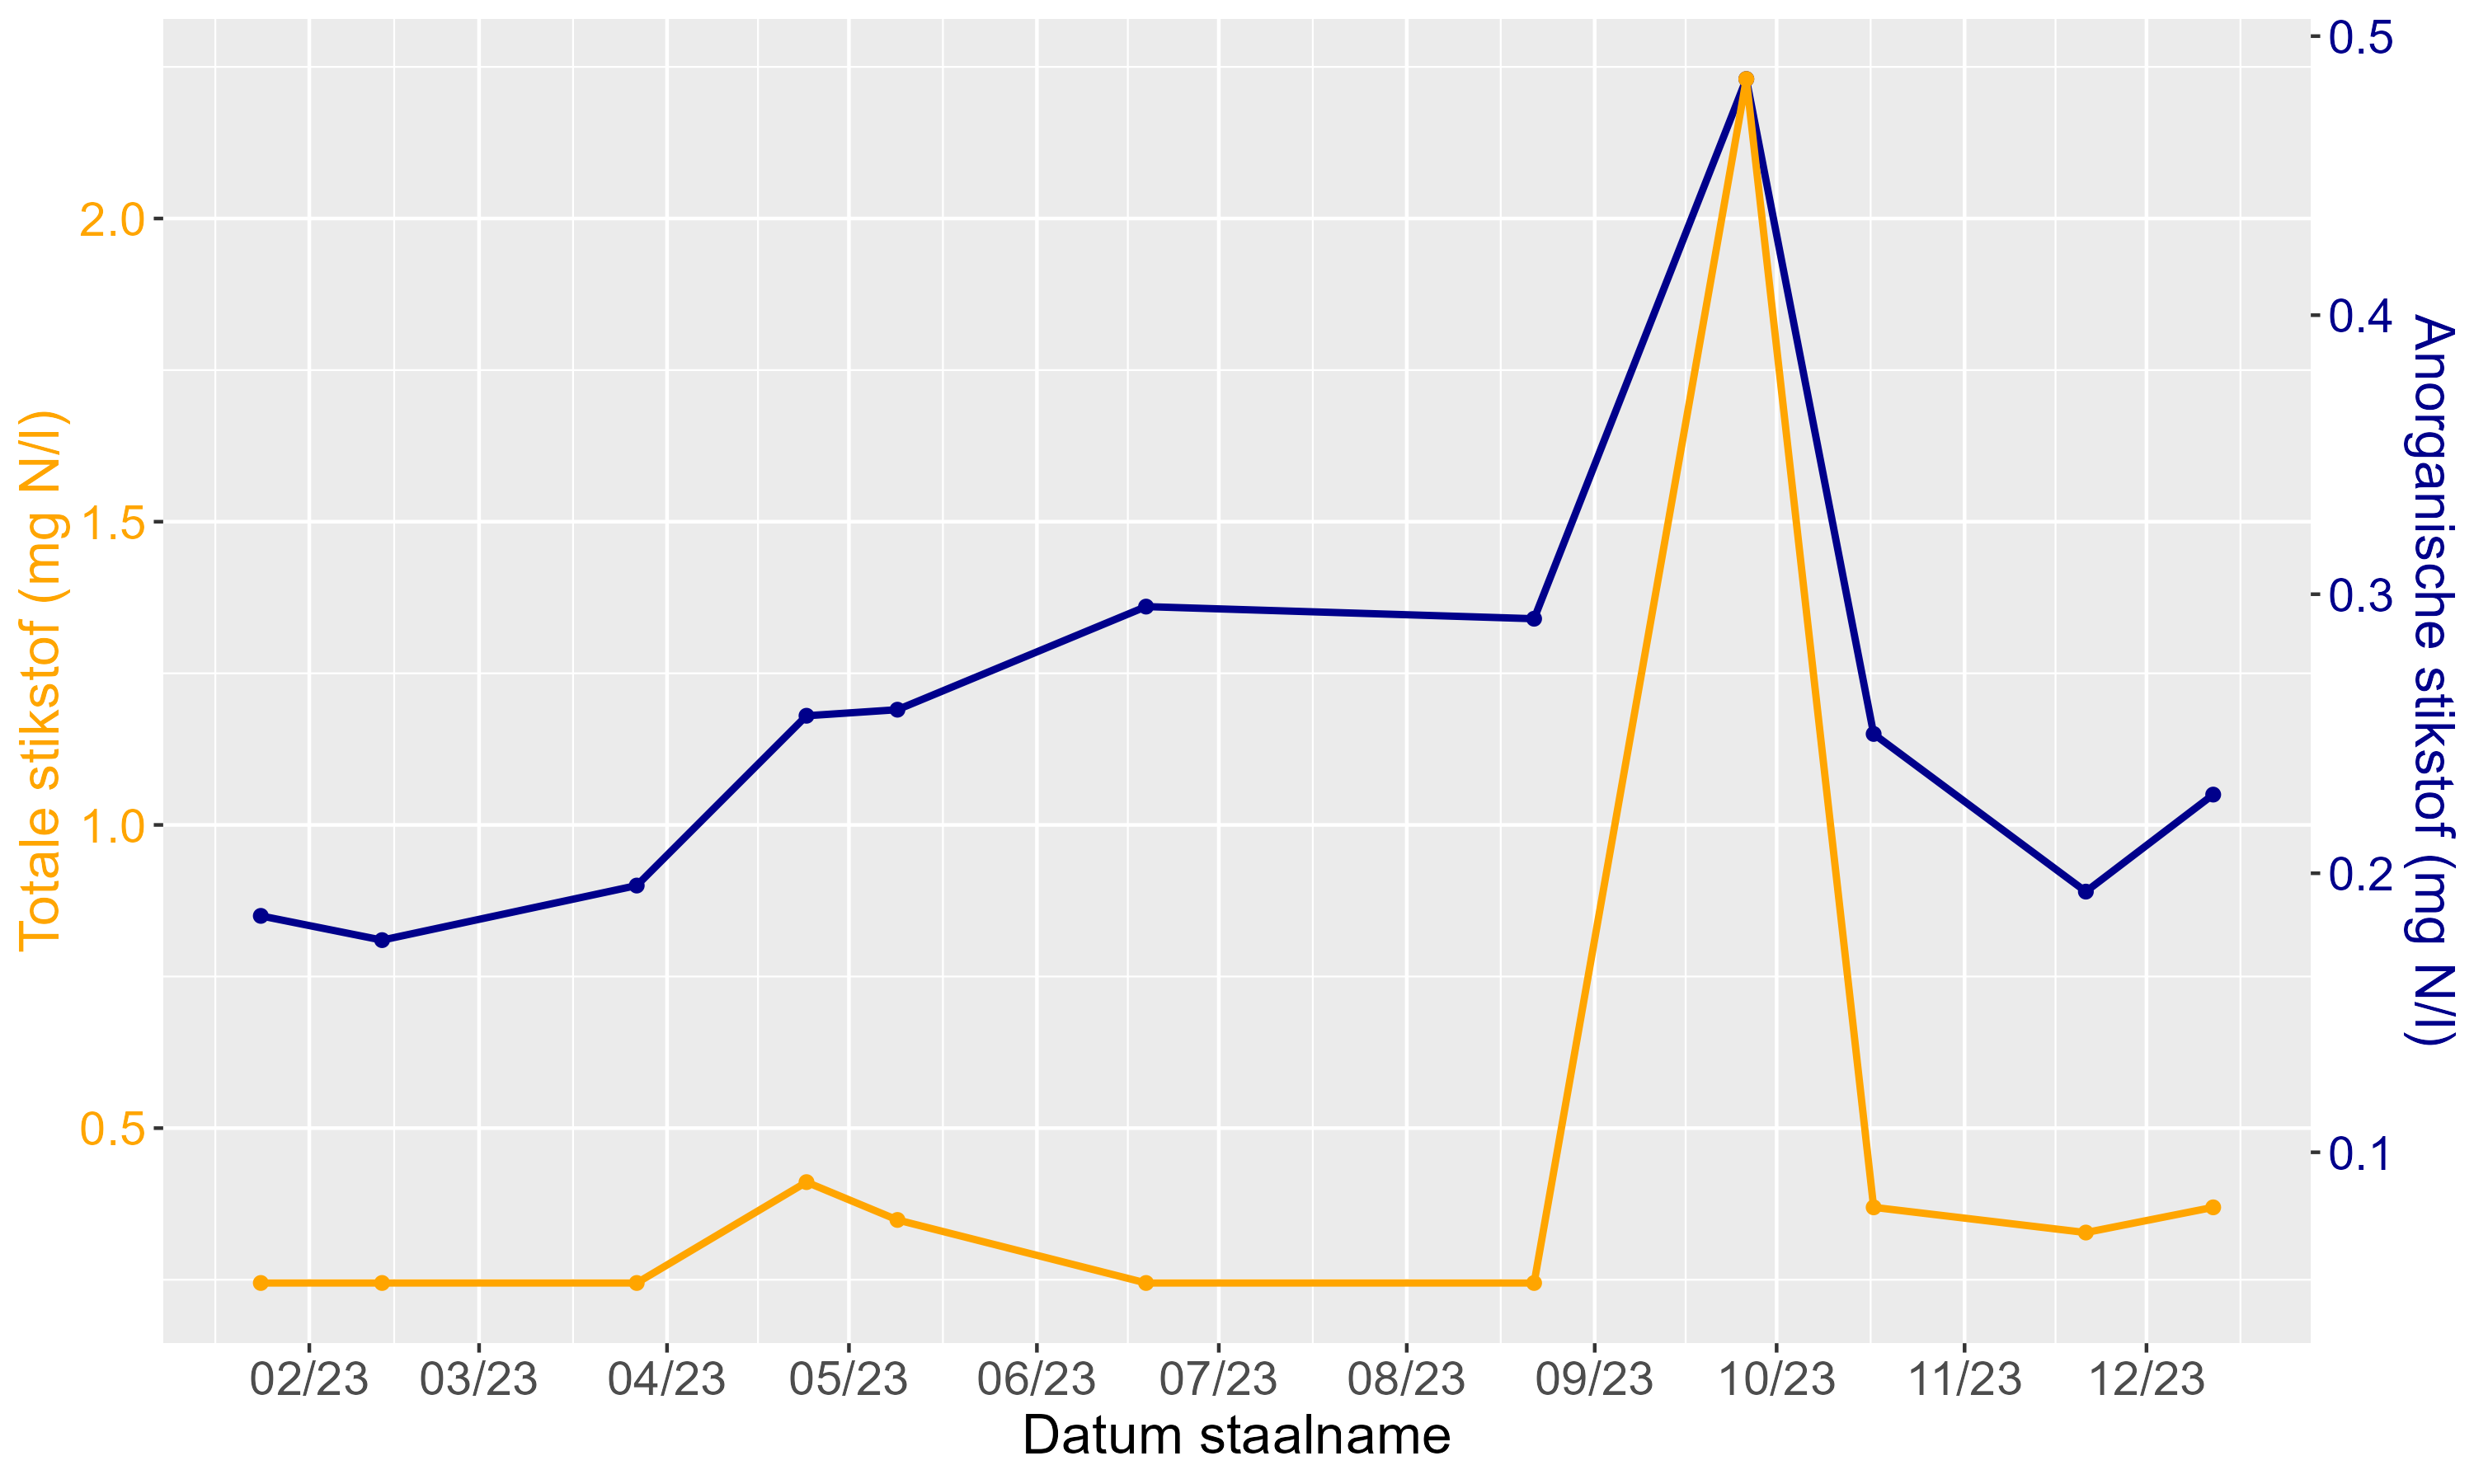 Totale stikstof (mg N/l)
2.0
1.5
1.0
0.5
0.5
0.4
0.3
0.2
0.1
Anorganische stikstof (mg N/l)
02/23 03/23 04/23 05/23 06/23 07/23 08/23 09/23 10/23 11/23 12/23
Datum staalname